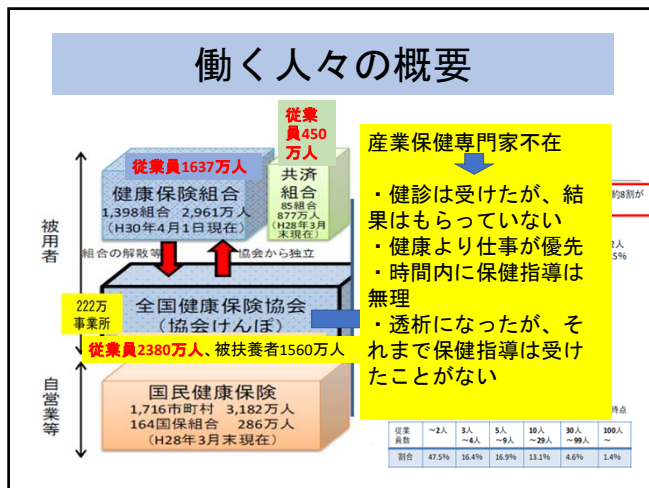 働く人々の概要
従業
員450
万人
従業員1637万人
健康保険組合
1,398組合 2,961万人
(H30年4月1日現在)
共済
組合
85組合
877万人
(H28年3月
末現在)
被用者
組合の解散等
協会から独立
222万
事業所
全国健康保険協会
(協会けんぽ)
従業員2380万人、被扶養者1560万人
自営業等
国民健康保険
1,716市町村 3,182万人
164国保組合 286万人
(H28年3月末現在)
産業保健専門家不在
・健診は受けたが、結
果はもらっていない
・健康より仕事が優先
・時間内に保健指導は
無理
・透析になったが、そ
れまで保健指導は受け
たことがない
約8割が
人
5%
時点
従業員数 ~2人 3人~4人 5人~9人 10人~29人 30人~99人 100人~
割合 47.5% 16.4% 16.9% 13.1% 4.6% 1.4%